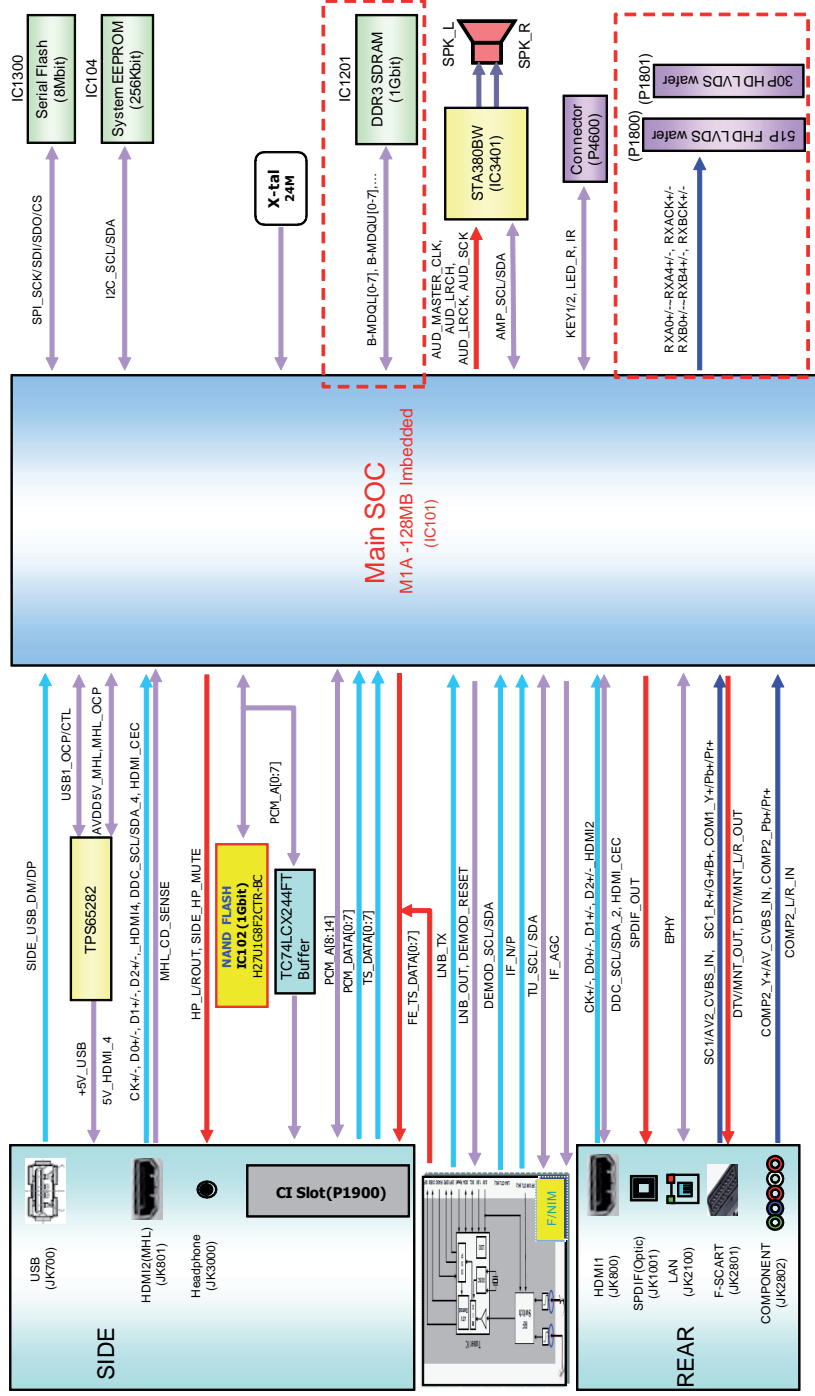 IC1300
Serial Flash
(8Mbit)
SPI_SCK/SDI/SDO/CS
IC104
System EEPROM
(256Kbit)
I2C_SCL/SDA
X-tal
24M
IC1201
DDR3 SDRAM
(1Gbit)
B-MDQL[0-7], B-MDQU[0-7],....
AUD_MASTER_CLK,
AUD_LRCH,
AUD_LRCK, AUD_SCK
STA380BW
(IC3401)
SPK_L
SPK_R
AMP_SCL/SDA
Connector
(P4600)
KEY1/2, LED_R, IR
(P1800)
51P FHD LVDS wafer
(P1801)
30P HD LVDS wafer
RXA0+/-~RXA4+/-, RXACK+/-
RXB0+/-~RXB4+/-, RXBCK+/-
Main SOC
M1A -128MB Imbedded
(IC101)
SIDE_USB_DM/DP
USB1_OCP/CTL
AVDD5V_MHL,MHL_OCP
TPS65282
+5V_USB
5V_HDMI_4
CK+/-, D0+/-, D1+/-, D2+/-_HDMI4, DDC_SCL/SDA_4, HDMI_CEC
MHL_CD_SENSE
HP_L/ROUT, SIDE_HP_MUTE
NAND FLASH
IC102 (1Gbit)
H27U1G8F2CTR-BC
PCM_A[0:7]
TC74LCX244FT
Buffer
PCM_A[8:14]
PCM_DATA[0:7]
TS_DATA[0:7]
FE_TS_DATA[0:7]
LNB_TX
LNB_OUT, DEMOD_RESET
DEMOD_SCL/SDA
IF_N/P
TU_SCL / SDA
IF_AGC
CK+/-, D0+/-, D1+/-, D2+/-_HDMI2
DDC_SCL/SDA_2, HDMI_CEC
SPDIF_OUT
EPHY
SC1/AV2_CVBS_IN, SC1_R+/G+/B+, COM1_Y+/Pb+/Pr+
DTV/MNT_OUT, DTV/MNT_L/R_OUT
COMP2_Y+/AV_CVBS_IN, COMP2_Pb+/Pr+
COMP2_L/R_IN
SIDE
USB
(JK700)
HDMI2(MHL)
(JK801)
Headphone
(JK3000)
CI Slot(P1900)
F/NIM
Tuner IC
Switch
REAR
HDMI1
(JK800)
SPDIF(Optic)
(JK1001)
LAN
(JK2100)
F-SCART
(JK2801)
COMPONENT
(JK2802)